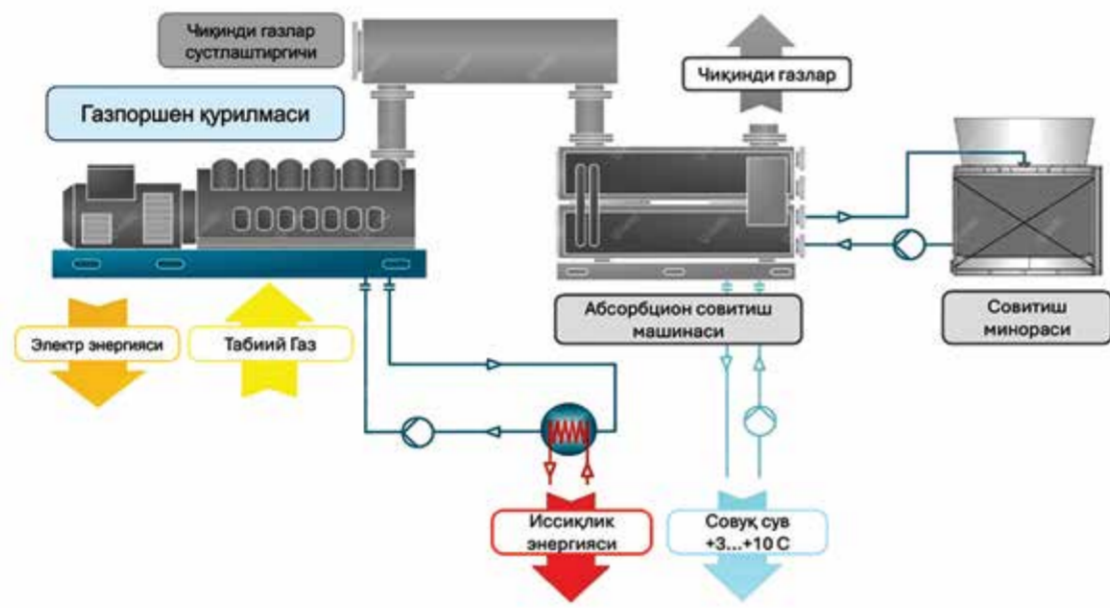 Чиқинди газлар
сустлаштиргичи
Чиқинди газлар
Газпоршен қурилмаси
Абсорбцион совитиш
машинаси
Совитиш
минораси
Электр энергияси
Табиий Газ
Иссиқлик
энергияси
Совуқ сув
+3...+10 С